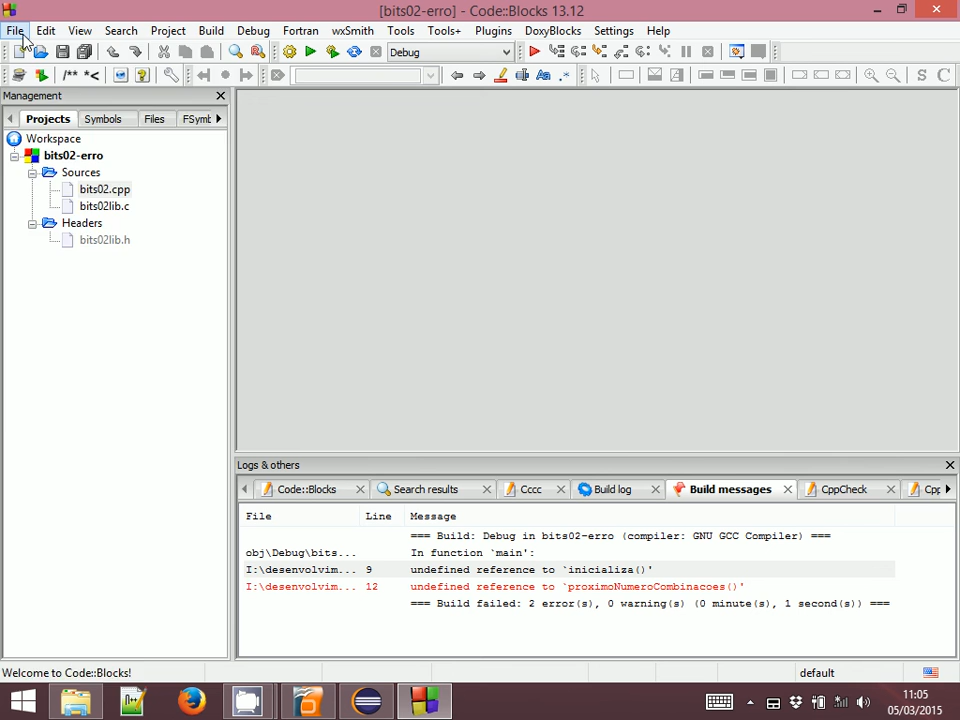 [bits02-erro] - Code::Blocks 13.12
File Edit View Search Project Build Debug Fortran wxSmith Tools Tools+ Plugins DoxyBlocks Settings Help
Debug
/** *< Aa .* S C
Management
Projects Symbols Files FSymb
Workspace
bits02-erro
Sources
bits02.cpp
bits02lib.c
Headers
bits02lib.h
Logs & others
Code::Blocks Search results Cccc Build log Build messages CppCheck Cpp
File Line Message
=== Build: Debug in bits02-erro (compiler: GNU GCC Compiler) ===
obj\Debug\bits... In function `main':
I:\desenvolvim... 9 undefined reference to `inicializa()'
I:\desenvolvim... 12 undefined reference to `proximoNumeroCombinacoes()'
=== Build failed: 2 error(s), 0 warning(s) (0 minute(s), 1 second(s)) ===
Welcome to Code::Blocks! default
11:05
05/03/2015